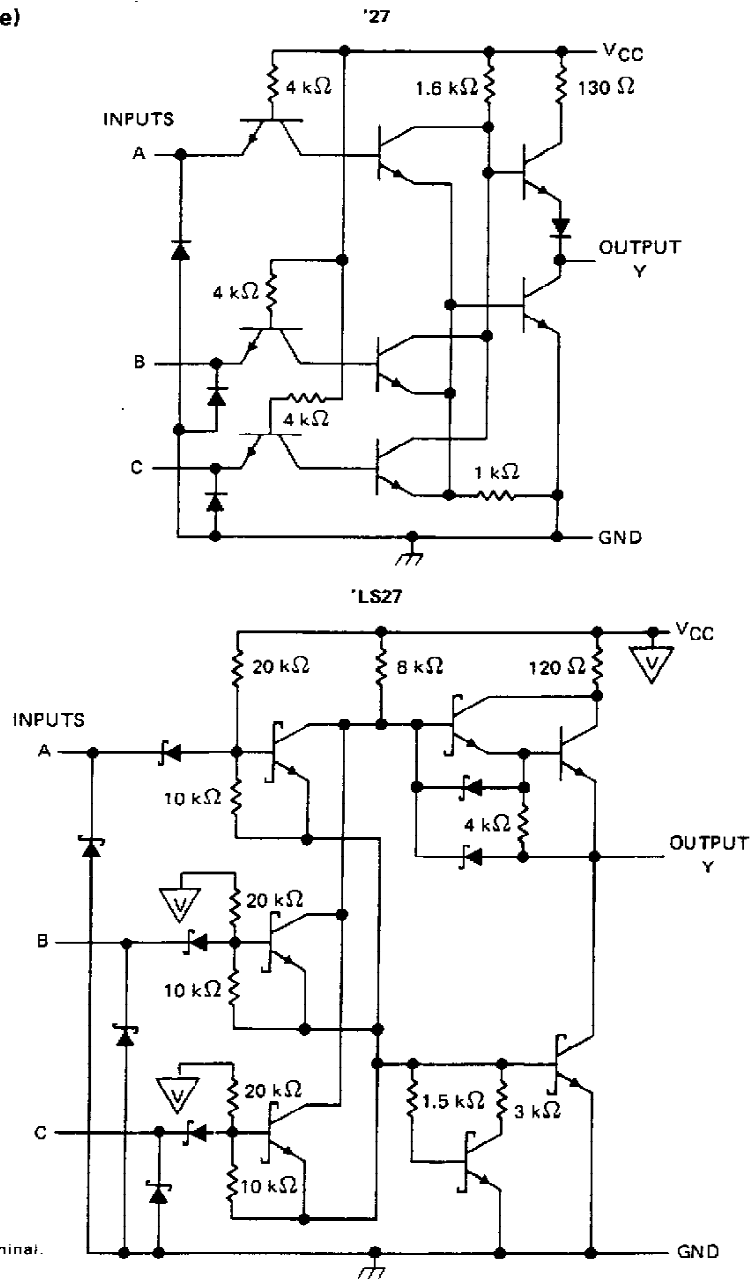 e)
'27
VCC
4 kΩ
1.6 kΩ
130 Ω
INPUTS
A
OUTPUT
Y
4 kΩ
B
4 kΩ
C
1 kΩ
GND
'LS27
VCC
20 kΩ
8 kΩ
120 Ω
V
INPUTS
A
10 kΩ
4 kΩ
OUTPUT
Y
V
20 kΩ
B
10 kΩ
V
20 kΩ
1.5 kΩ
3 kΩ
C
10 kΩ
minal.
GND